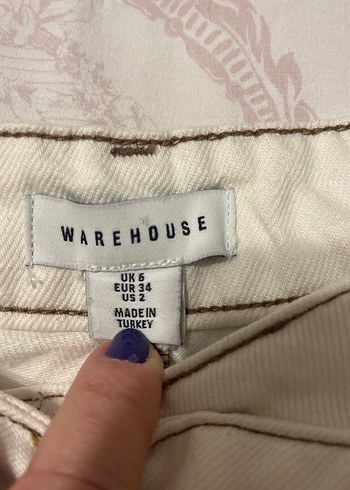 WAREHOUSE
UK 6
EUR 34
US 2
MADE IN
TURKEY